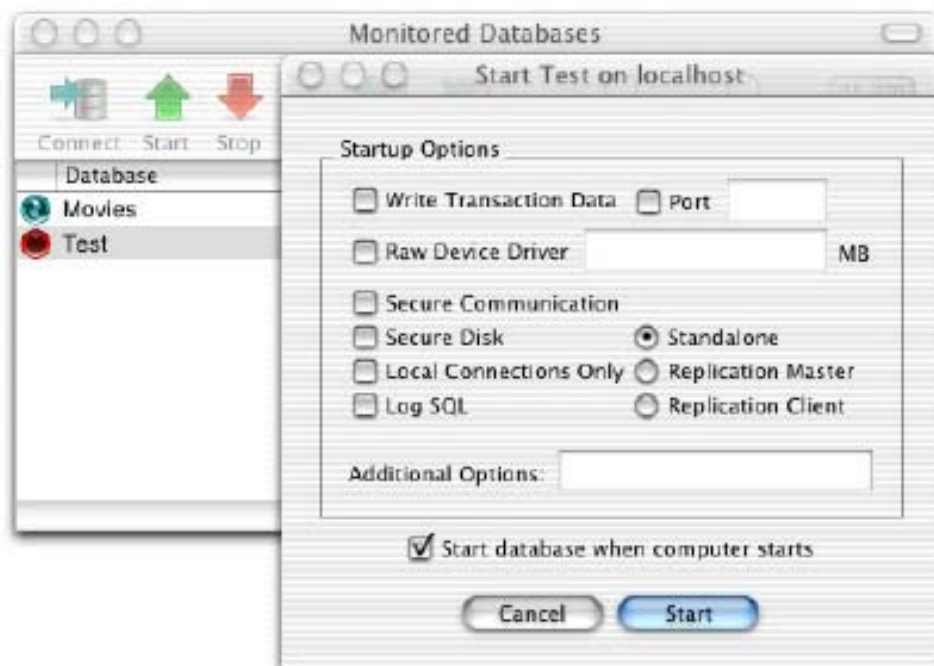 Monitored Databases
Start Test on localhost
Connect Start Stop
Database
Movies
Test
Startup Options
Write Transaction Data Port
Raw Device Driver MB
Secure Communication
Secure Disk Standalone
Local Connections Only Replication Master
Log SQL Replication Client
Additional Options:
Start database when computer starts
Cancel Start